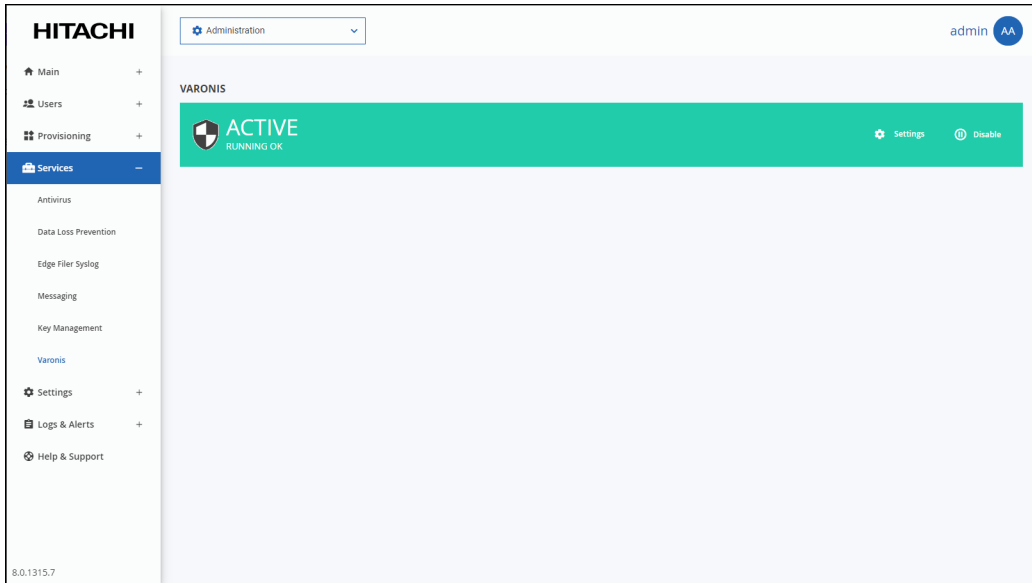 HITACHI
Administration
admin AA
Main
Users
Provisioning
Services
Antivirus
Data Loss Prevention
Edge Filer Syslog
Messaging
Key Management
Varonis
Settings
Logs & Alerts
Help & Support
8.0.1315.7
VARONIS
ACTIVE
RUNNING OK
Settings
Disable